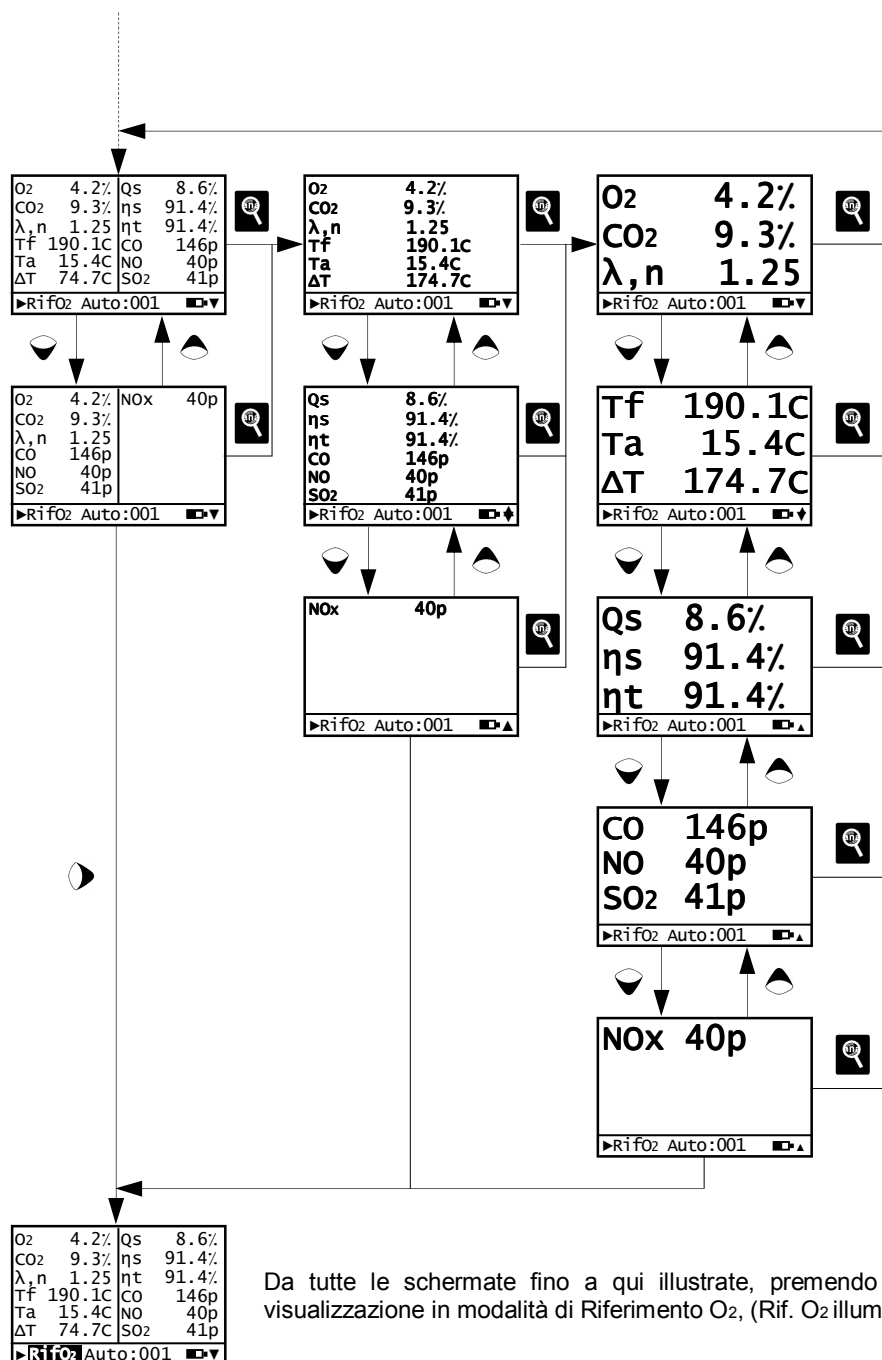 O2 4.2% Qs 8.6%
CO2 9.3% ηs 91.4%
λ,n 1.25 ηt 91.4%
Tf 190.1C CO 146p
Ta 15.4C NO 40p
ΔT 74.7C SO2 41p
►RifO2 Auto:001
O2 4.2%
CO2 9.3%
λ,n 1.25
Tf 190.1C
Ta 15.4C
ΔT 174.7C
►RifO2 Auto:001
O2 4.2%
CO2 9.3%
λ,n 1.25
►RifO2 Auto:001
O2 4.2% NOx 40p
CO2 9.3%
λ,n 1.25
CO 146p
NO 40p
SO2 41p
►RifO2 Auto:001
Qs 8.6%
ηs 91.4%
ηt 91.4%
CO 146p
NO 40p
SO2 41p
►RifO2 Auto:001
Tf 190.1C
Ta 15.4C
ΔT 174.7C
►RifO2 Auto:001
NOx 40p
►RifO2 Auto:001
Qs 8.6%
ηs 91.4%
ηt 91.4%
►RifO2 Auto:001
CO 146p
NO 40p
SO2 41p
►RifO2 Auto:001
NOx 40p
►RifO2 Auto:001
O2 4.2% Qs 8.6%
CO2 9.3% ηs 91.4%
λ,n 1.25 ηt 91.4%
Tf 190.1C CO 146p
Ta 15.4C NO 40p
ΔT 74.7C SO2 41p
►RifO2 Auto:001
Da tutte le schermate fino a qui illustrate, premendo
visualizzazione in modalità di Riferimento O2, (Rif. O2 illum